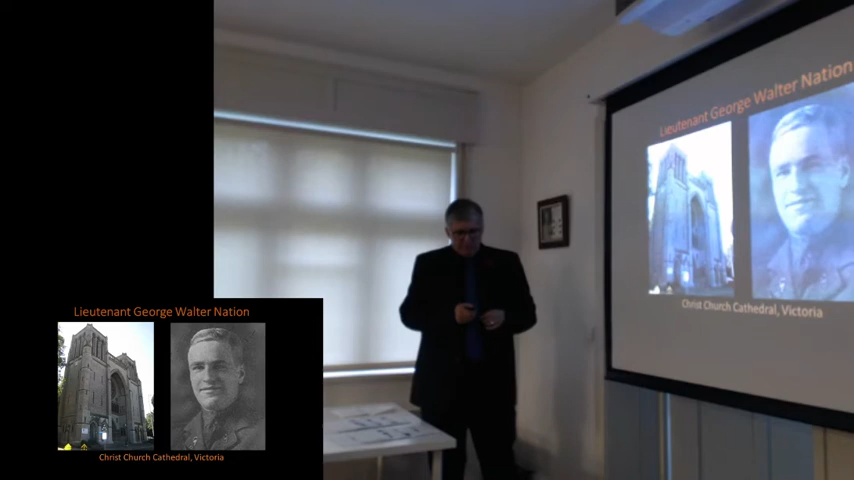 Lieutenant George Walter Nation
Christ Church Cathedral, Victoria
Lieutenant George Walter Nation
Christ Church Cathedral, Victoria